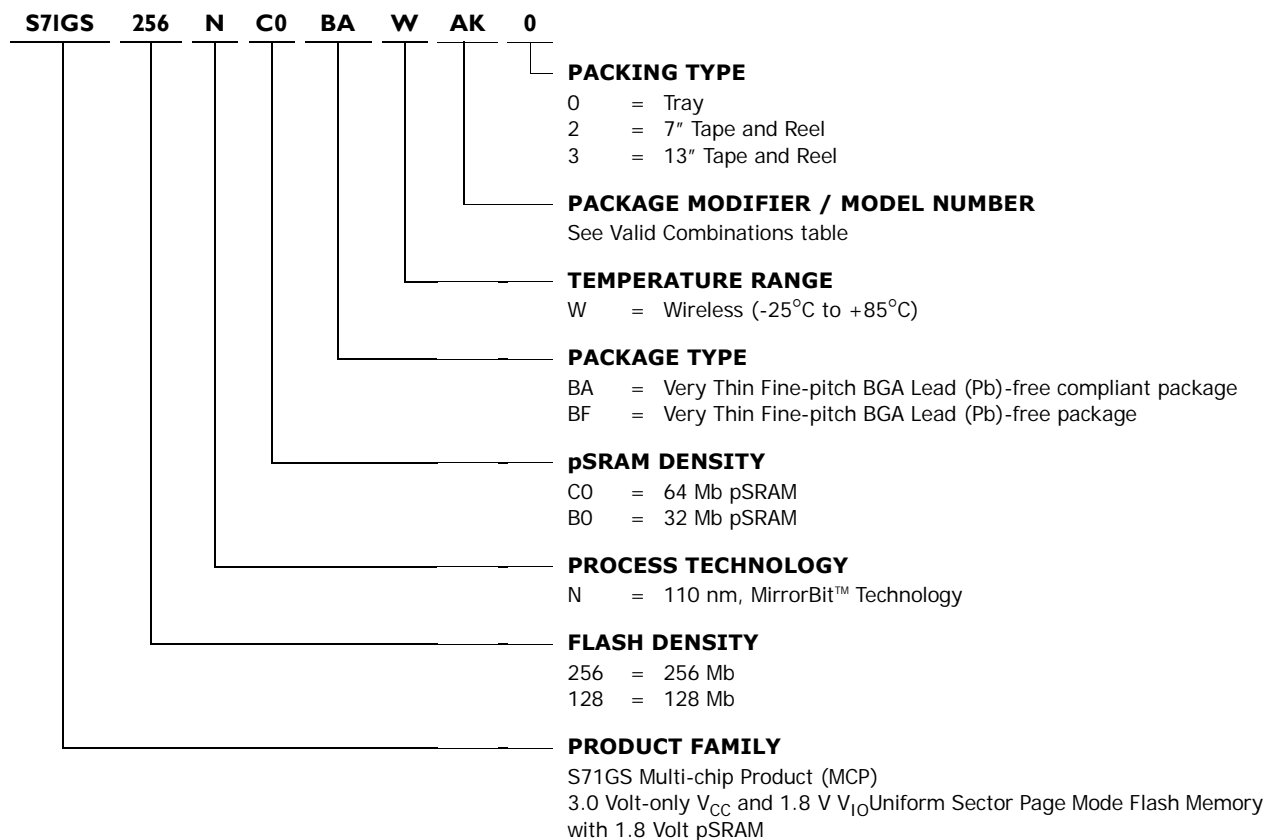 S71GS 256 N C0 BA W AK 0
PACKING TYPE
0 = Tray
2 = 7″ Tape and Reel
3 = 13″ Tape and Reel
PACKAGE MODIFIER / MODEL NUMBER
See Valid Combinations table
TEMPERATURE RANGE
W = Wireless (-25°C to +85°C)
PACKAGE TYPE
BA = Very Thin Fine-pitch BGA Lead (Pb)-free compliant package
BF = Very Thin Fine-pitch BGA Lead (Pb)-free package
pSRAM DENSITY
C0 = 64 Mb pSRAM
B0 = 32 Mb pSRAM
PROCESS TECHNOLOGY
N = 110 nm, MirrorBit™ Technology
FLASH DENSITY
256 = 256 Mb
128 = 128 Mb
PRODUCT FAMILY
S71GS Multi-chip Product (MCP)
3.0 Volt-only VCC and 1.8 V VIOUniform Sector Page Mode Flash Memory
with 1.8 Volt pSRAM